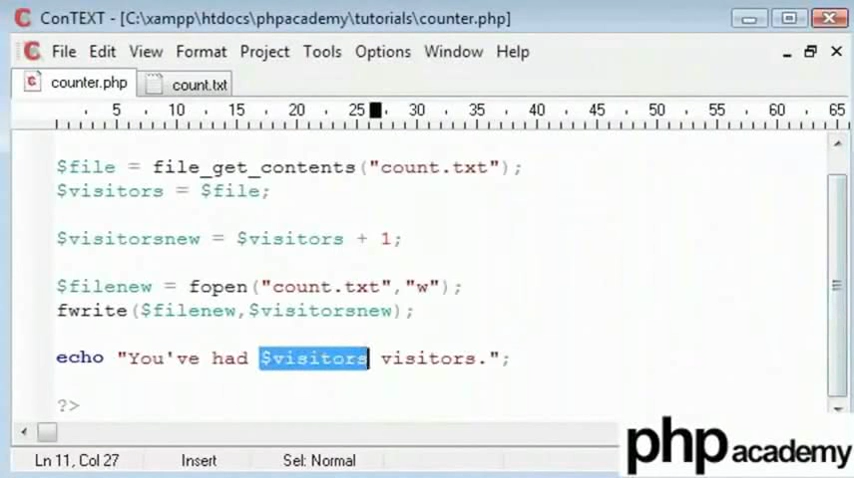 ConTEXT - [C:\xampp\htdocs\phpacademy\tutorials\counter.php]
File Edit View Format Project Tools Options Window Help
counter.php count.txt
5 10 15 20 25 30 35 40 45 50 55 60 65
$file = file_get_contents("count.txt");
$visitors = $file;
$visitorsnew = $visitors + 1;
$filenew = fopen("count.txt","w");
fwrite($filenew,$visitorsnew);
echo "You've had $visitors visitors.";
?>
Ln 11, Col 27 Insert Sel: Normal
php academy